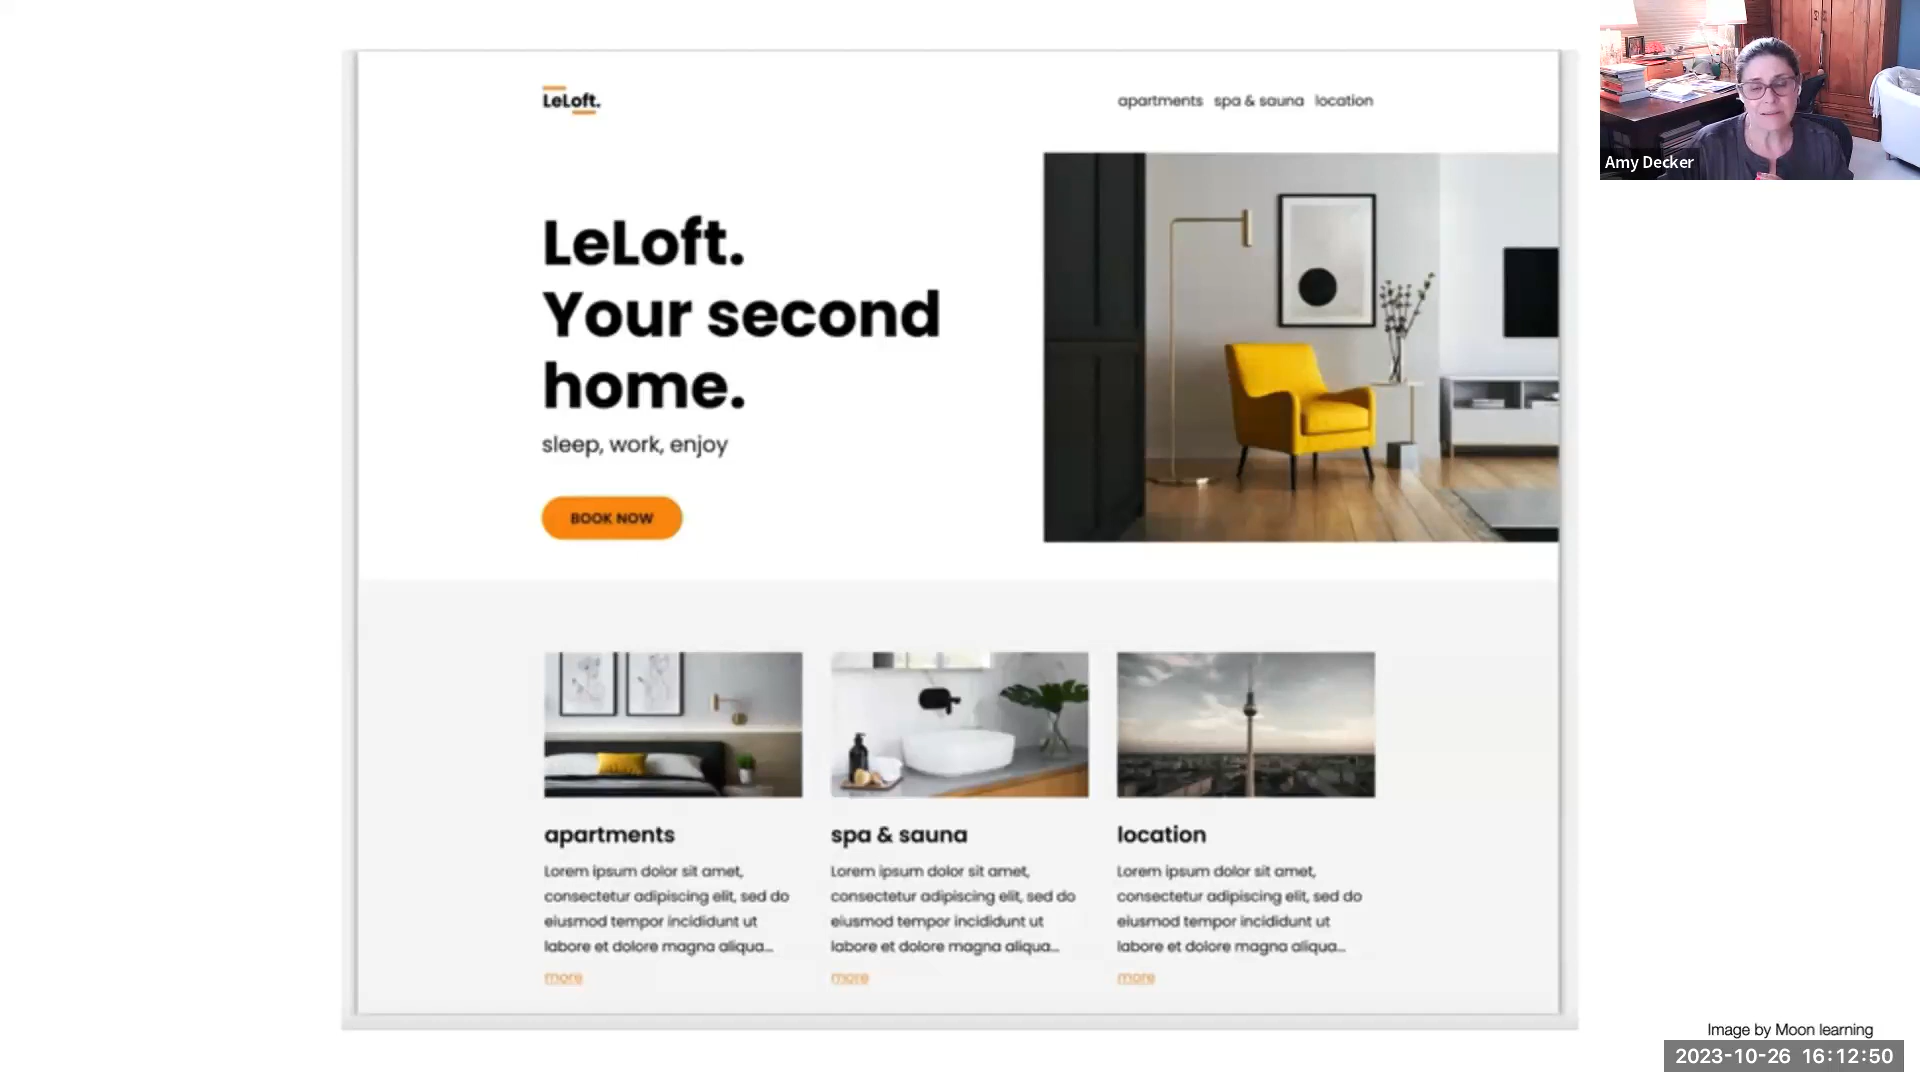 LeLoft.
apartments spa & sauna location
LeLoft.
Your second
home.
sleep, work, enjoy
BOOK NOW
apartments
Lorem ipsum dolor sit amet,
consectetur adipiscing elit, sed do
eiusmod tempor incididunt ut
labore et dolore magna aliqua...
more
spa & sauna
Lorem ipsum dolor sit amet,
consectetur adipiscing elit, sed do
eiusmod tempor incididunt ut
labore et dolore magna aliqua...
more
location
Lorem ipsum dolor sit amet,
consectetur adipiscing elit, sed do
eiusmod tempor incididunt ut
labore et dolore magna aliqua...
more
Amy Decker
Image by Moon learning
2023-10-26 16:12:50